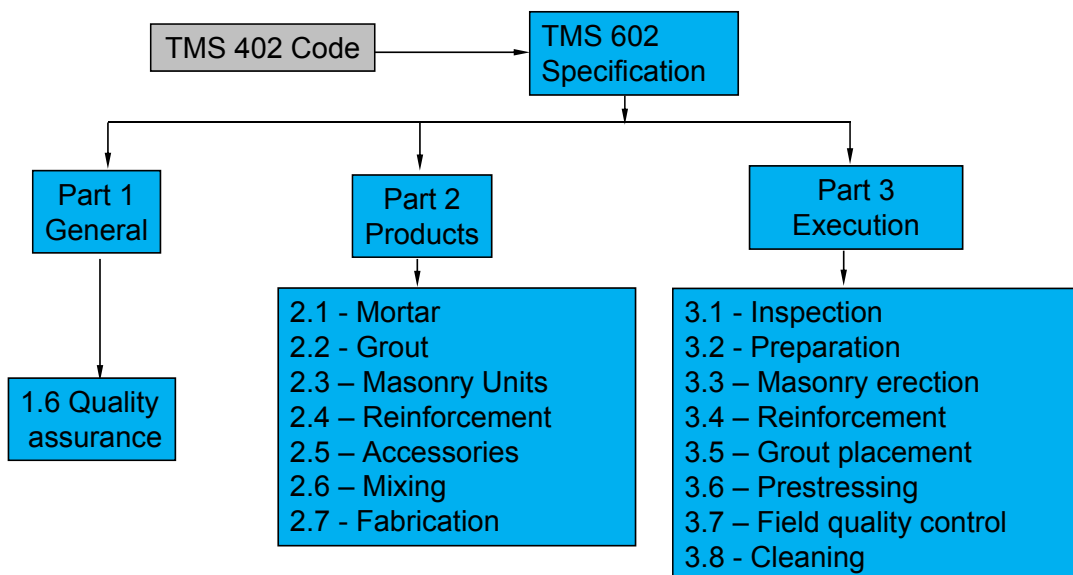 TMS 402 Code
TMS 602
Specification
Part 1
General
Part 2
Products
Part 3
Execution
1.6 Quality
assurance
2.1 - Mortar
2.2 - Grout
2.3 – Masonry Units
2.4 – Reinforcement
2.5 – Accessories
2.6 – Mixing
2.7 - Fabrication
3.1 - Inspection
3.2 - Preparation
3.3 – Masonry erection
3.4 – Reinforcement
3.5 – Grout placement
3.6 – Prestressing
3.7 – Field quality control
3.8 – Cleaning